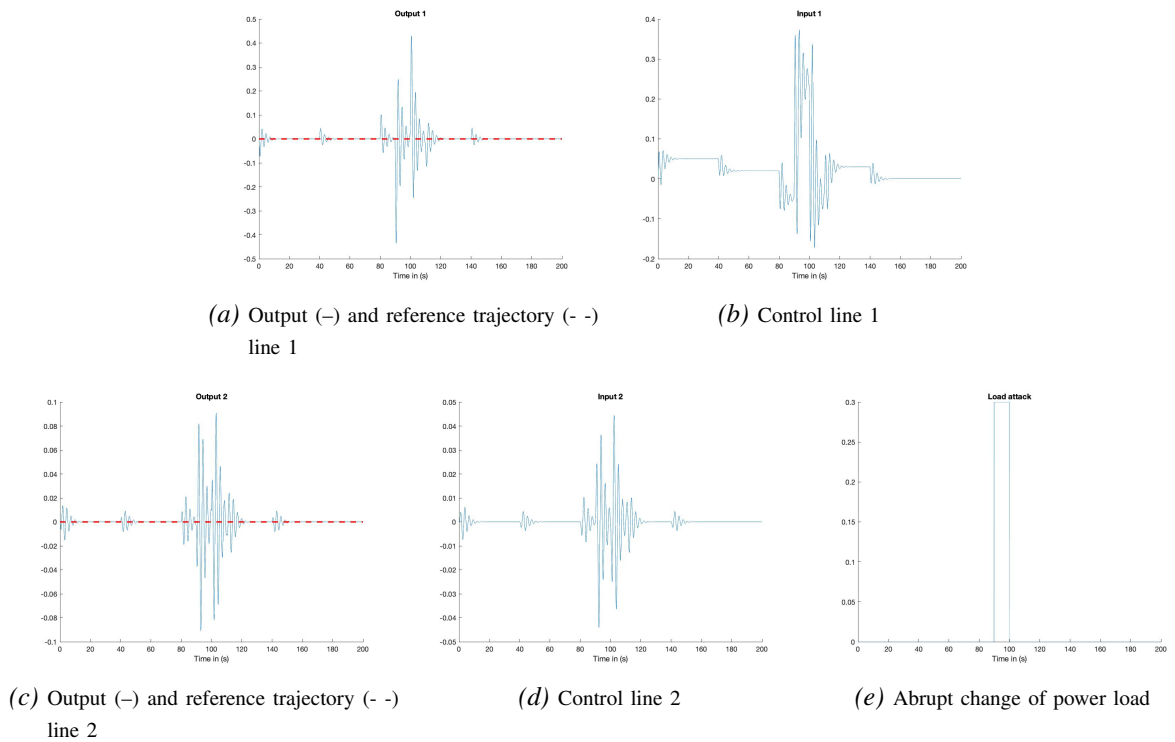 Output 1
0.5
0.4
0.3
0.2
0.1
0
-0.1
-0.2
-0.3
-0.4
-0.5
0 20 40 60 80 100 120 140 160 180 200
Time in (s)
(a) Output (–) and reference trajectory (- -)
line 1
Input 1
0.4
0.3
0.2
0.1
0
-0.1
-0.2
0 20 40 60 80 100 120 140 160 180 200
Time in (s)
(b) Control line 1
Output 2
0.1
0.08
0.06
0.04
0.02
0
-0.02
-0.04
-0.06
-0.08
-0.1
0 20 40 60 80 100 120 140 160 180 200
Time in (s)
(c) Output (–) and reference trajectory (- -)
line 2
Input 2
0.05
0.04
0.03
0.02
0.01
0
-0.01
-0.02
-0.03
-0.04
-0.05
0 20 40 60 80 100 120 140 160 180 200
Time in (s)
(d) Control line 2
Load attack
0.3
0.25
0.2
0.15
0.1
0.05
0
0 20 40 60 80 100 120 140 160 180 200
Time in (s)
(e) Abrupt change of power load